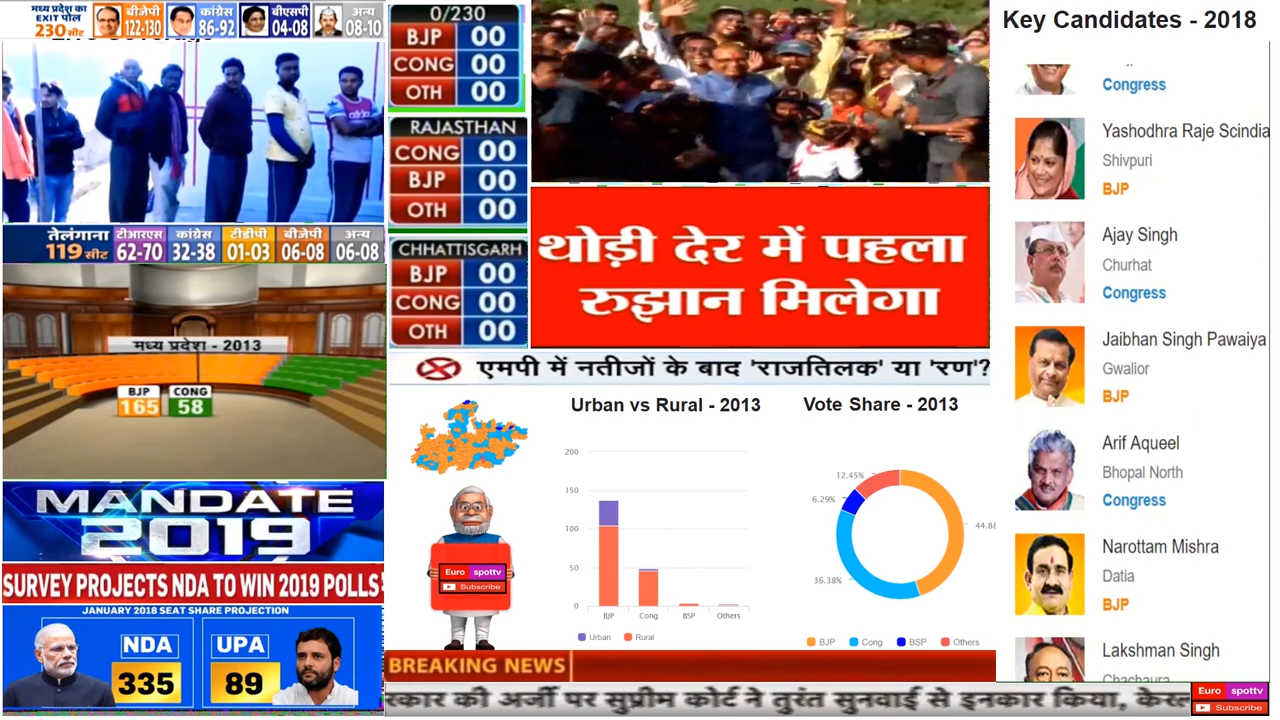 मध्य प्रदेश का
EXIT पोल
230 सीट
बीजेपी
122-130
कांग्रेस
86-92
बीएसपी
04-08
अन्य
08-10
तेलंगाना
119 सीट
टीआरएस
62-70
कांग्रेस
32-38
टीडीपी
01-03
बीजेपी
06-08
अन्य
06-08
मध्य प्रदेश - 2013
BJP
165
CONG
58
MANDATE
2019
SURVEY PROJECTS NDA TO WIN 2019 POLLS
JANUARY 2018 SEAT SHARE PROJECTION
NDA
335
UPA
89
0/230
BJP 00
CONG 00
OTH 00
RAJASTHAN
CONG 00
BJP 00
OTH 00
CHHATTISGARH
BJP 00
CONG 00
OTH 00
थोड़ी देर में पहला
रुझान मिलेगा
एमपी में नतीजों के बाद 'राजतिलक' या 'रण'?
Urban vs Rural - 2013
200
150
100
50
0
BJP Cong BSP Others
Urban Rural
Vote Share - 2013
12.45%
6.29%
44.88
36.38%
BJP Cong BSP Others
Euro spottv
Subscribe
BREAKING NEWS
रकार की अर्जी पर सुप्रीम कोर्ट ने तुरंत सुनवाई से इनकार किया, केरल
Key Candidates - 2018
Congress
Yashodhra Raje Scindia
Shivpuri
BJP
Ajay Singh
Churhat
Congress
Jaibhan Singh Pawaiya
Gwalior
BJP
Arif Aqueel
Bhopal North
Congress
Narottam Mishra
Datia
BJP
Lakshman Singh
Chachaura
Euro spottv
Subscribe